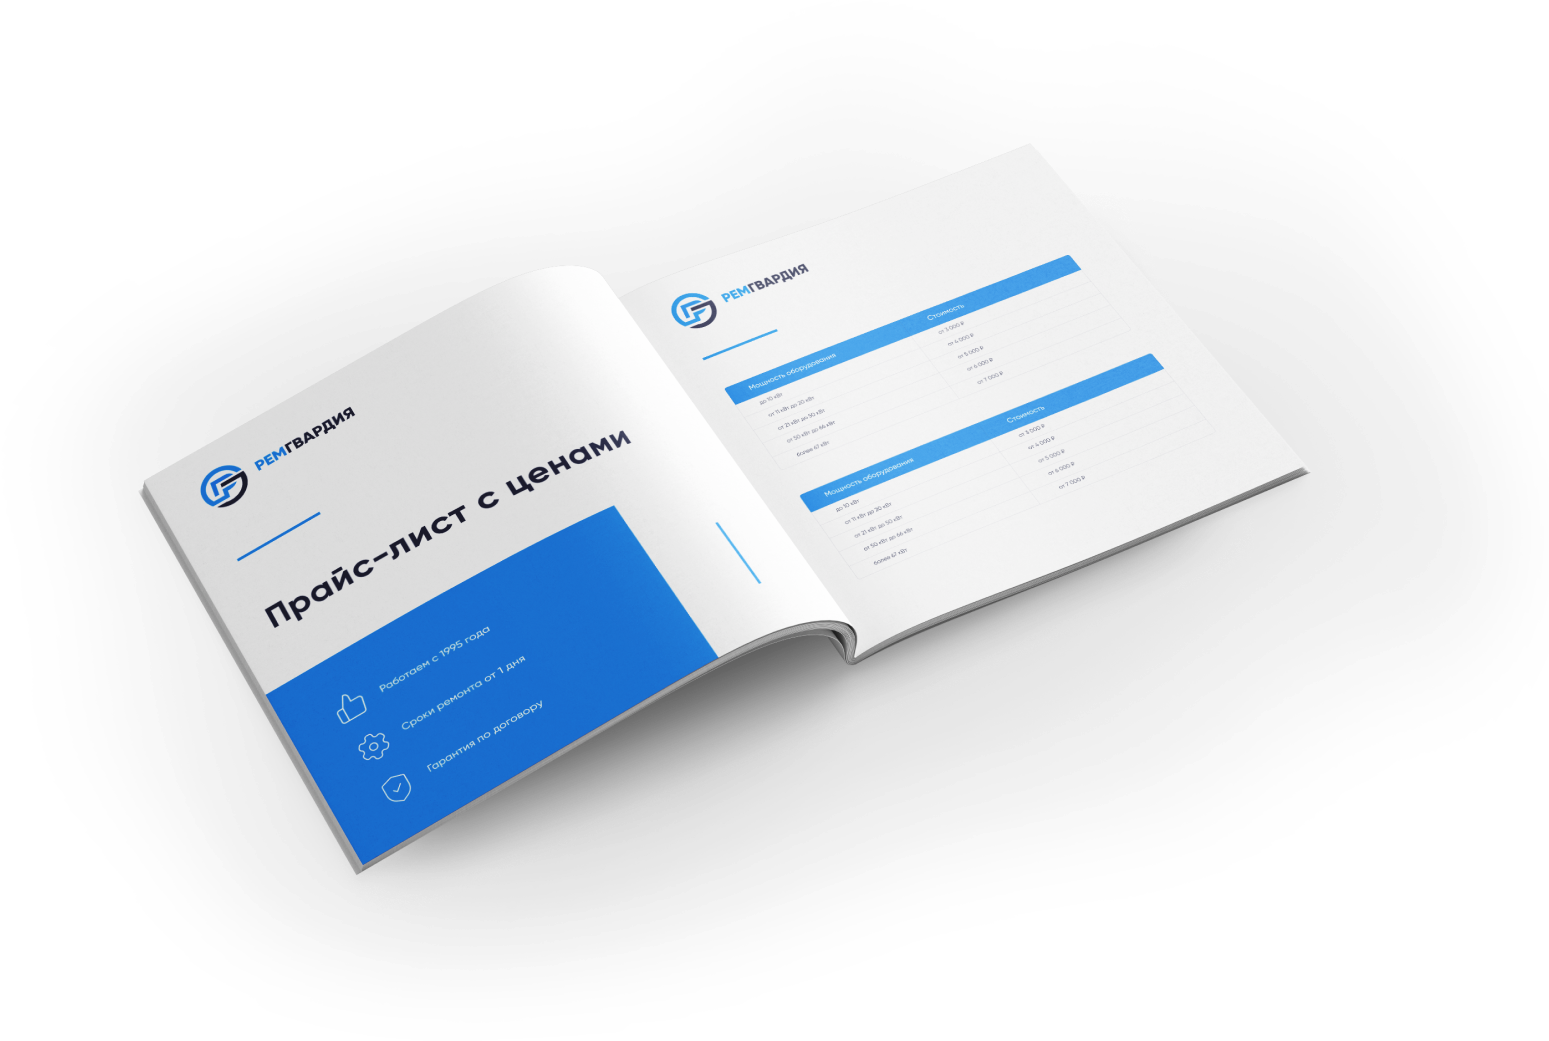 РЕМГВАРДИЯ
Прайс-лист с ценами
Работаем с 1995 года
Сроки ремонта от 1 дня
Гарантия по договору
РЕМГВАРДИЯ
Мощность оборудования Стоимость
до 10 кВт от 3 000 ₽
от 11 кВт до 20 кВт от 4 000 ₽
от 21 кВт до 50 кВт от 5 000 ₽
от 50 кВт до 66 кВт от 6 000 ₽
более 67 кВт от 7 000 ₽
Мощность оборудования Стоимость
до 10 кВт от 3 000 ₽
от 11 кВт до 20 кВт от 4 000 ₽
от 21 кВт до 50 кВт от 5 000 ₽
от 50 кВт до 66 кВт от 6 000 ₽
более 67 кВт от 7 000 ₽